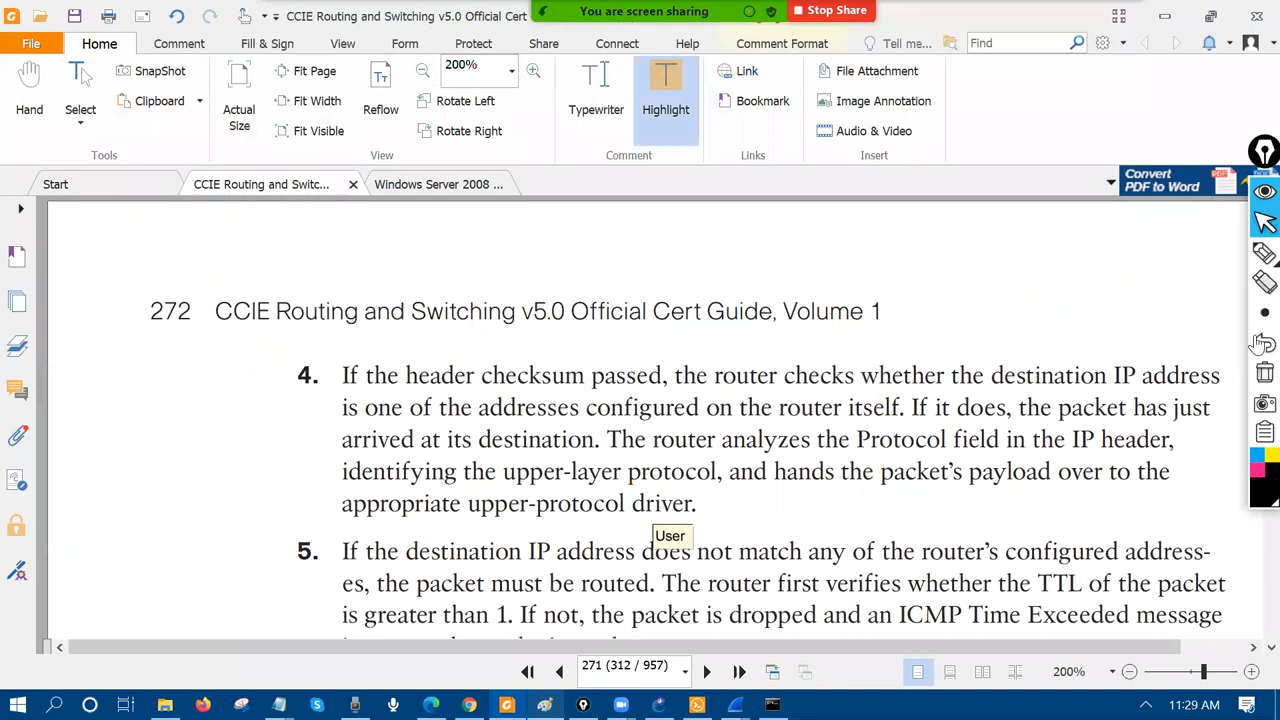 CCIE Routing and Switching v5.0 Official Cert
You are screen sharing
Stop Share
File
Home
Comment
Fill & Sign
View
Form
Protect
Share
Connect
Help
Comment Format
Tell me...
Find
Hand
Select
SnapShot
Clipboard
Actual
Size
Fit Page
Fit Width
Fit Visible
Reflow
200%
Rotate Left
Rotate Right
Typewriter
Highlight
Link
Bookmark
File Attachment
Image Annotation
Audio & Video
Tools
View
Comment
Links
Insert
Start
CCIE Routing and Switc...
Windows Server 2008 ...
Convert
PDF to Word
272 CCIE Routing and Switching v5.0 Official Cert Guide, Volume 1
4. If the header checksum passed, the router checks whether the destination IP address
is one of the addresses configured on the router itself. If it does, the packet has just
arrived at its destination. The router analyzes the Protocol field in the IP header,
identifying the upper-layer protocol, and hands the packet's payload over to the
appropriate upper-protocol driver.
User
5. If the destination IP address does not match any of the router's configured address-
es, the packet must be routed. The router first verifies whether the TTL of the packet
is greater than 1. If not, the packet is dropped and an ICMP Time Exceeded message
271 (312 / 957)
200%
11:29 AM